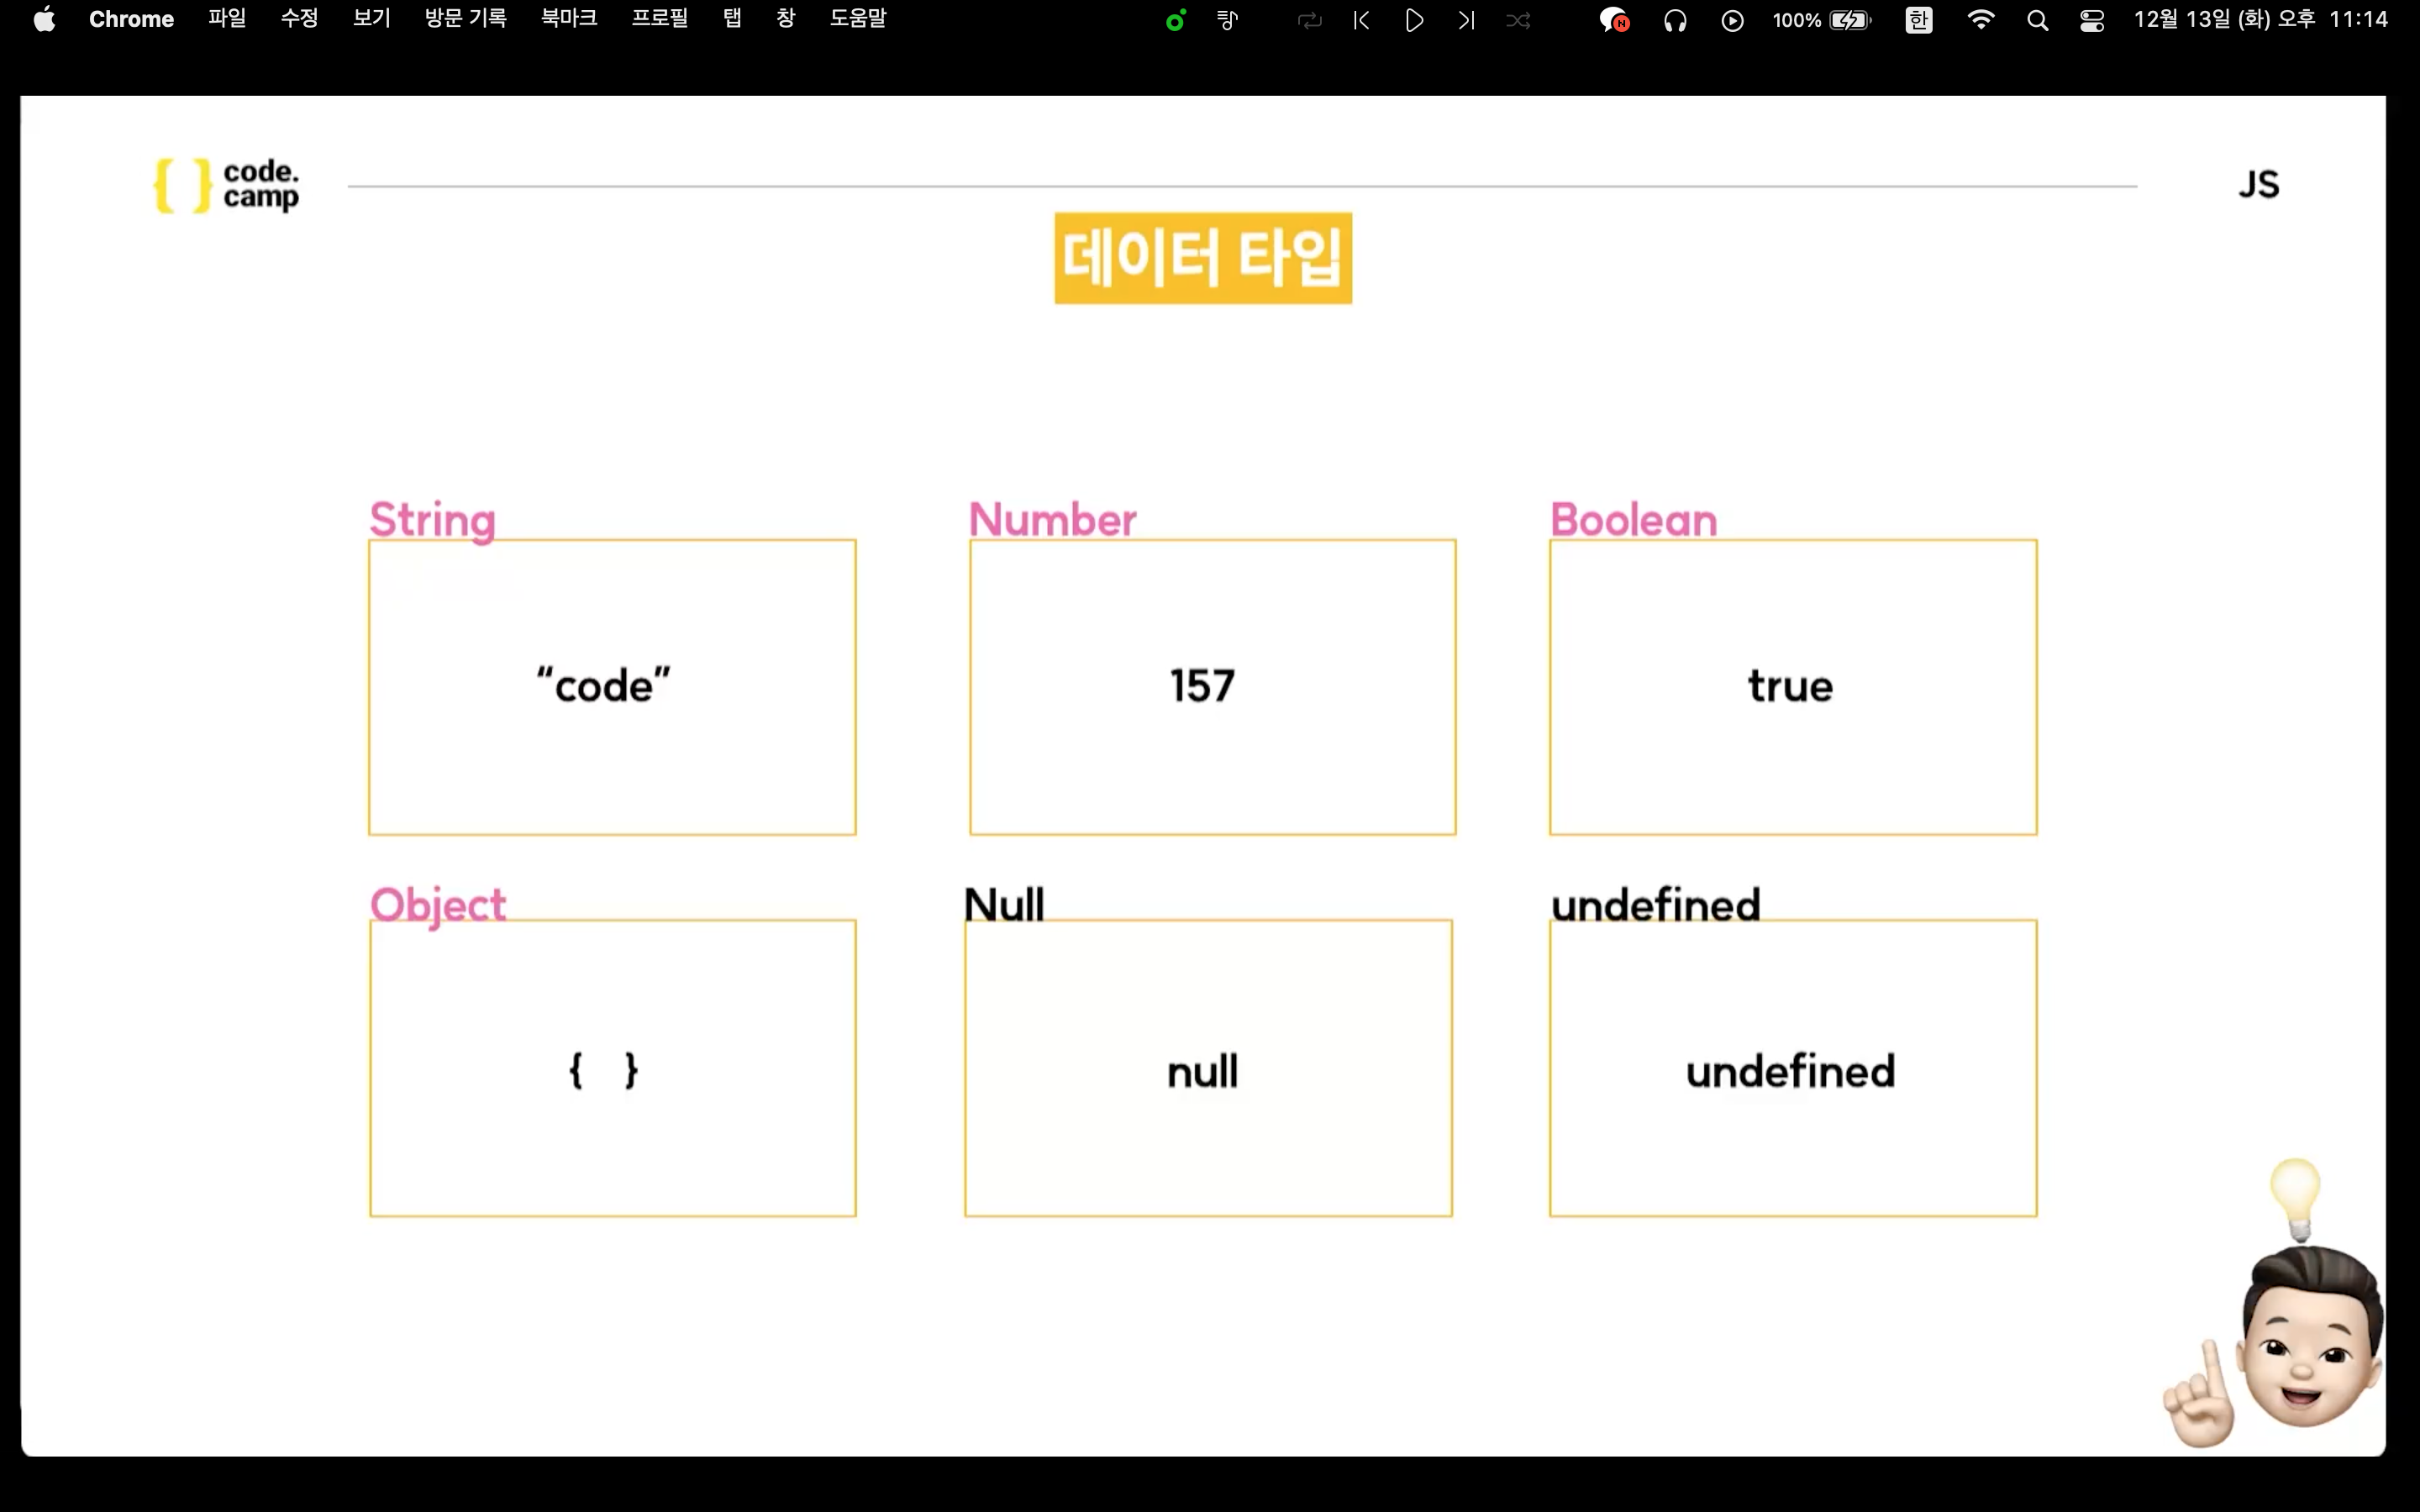 Chrome 파일 수정 보기 방문 기록 북마크 프로필 탭 창 도움말 N 100% 한 12월 13일 (화) 오후 11:14
{ } code.
camp
JS
데이터 타입
String Number Boolean
“code” 157 true
Object Null undefined
{ } null undefined